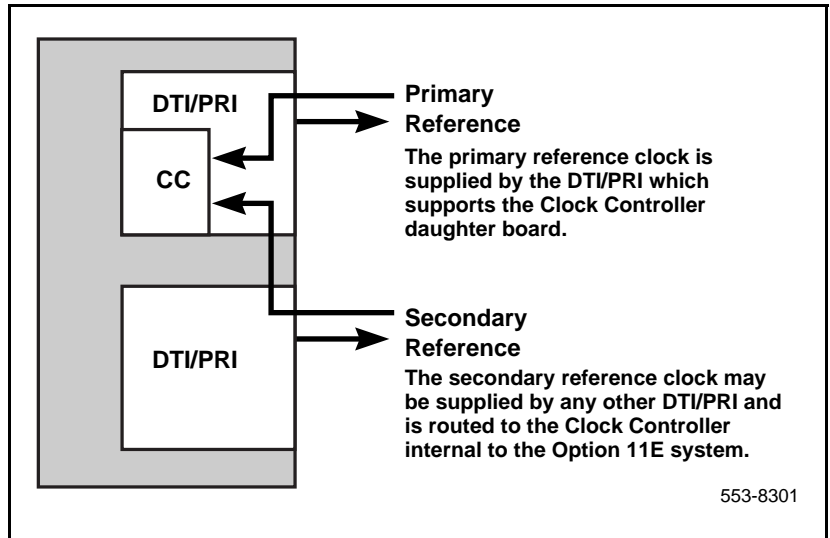 DTI/PRI
CC
Primary
Reference
The primary reference clock is
supplied by the DTI/PRI which
supports the Clock Controller
daughter board.
DTI/PRI
Secondary
Reference
The secondary reference clock may
be supplied by any other DTI/PRI and
is routed to the Clock Controller
internal to the Option 11E system.
553-8301